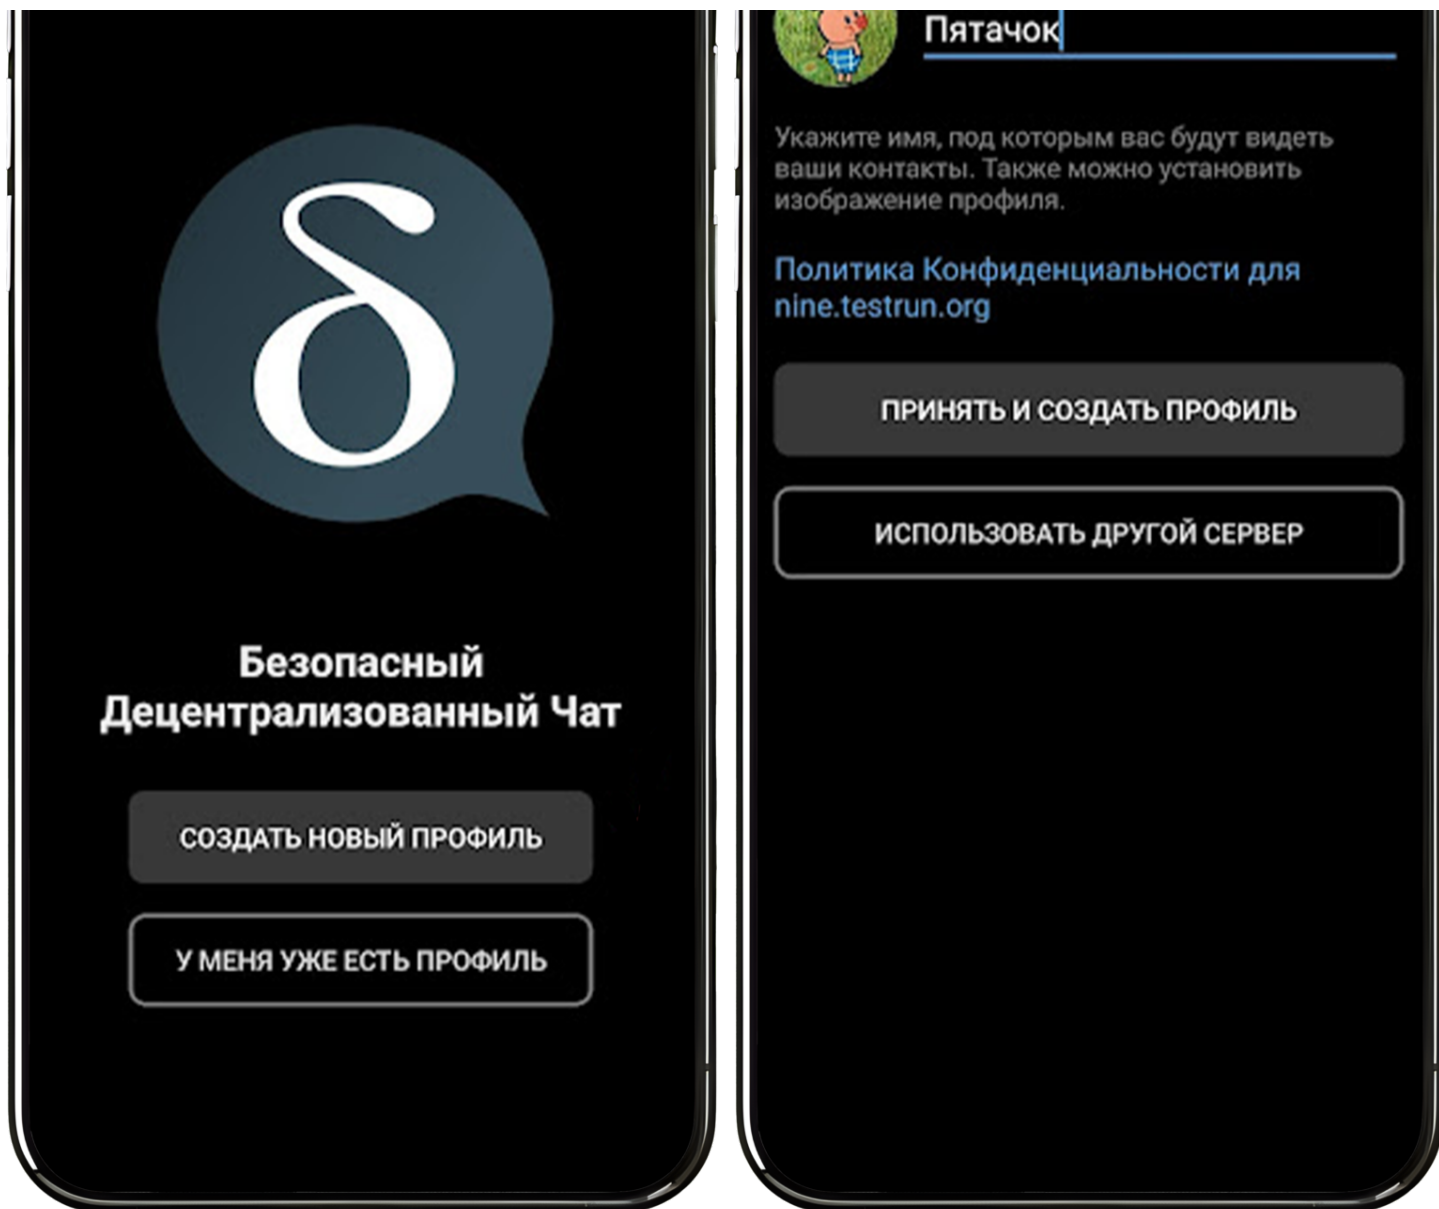 δ
Безопасный
Децентрализованный Чат
СОЗДАТЬ НОВЫЙ ПРОФИЛЬ
У МЕНЯ УЖЕ ЕСТЬ ПРОФИЛЬ
Пятачок
Укажите имя, под которым вас будут видеть
ваши контакты. Также можно установить
изображение профиля.
Политика Конфиденциальности для
nine.testrun.org
ПРИНЯТЬ И СОЗДАТЬ ПРОФИЛЬ
ИСПОЛЬЗОВАТЬ ДРУГОЙ СЕРВЕР